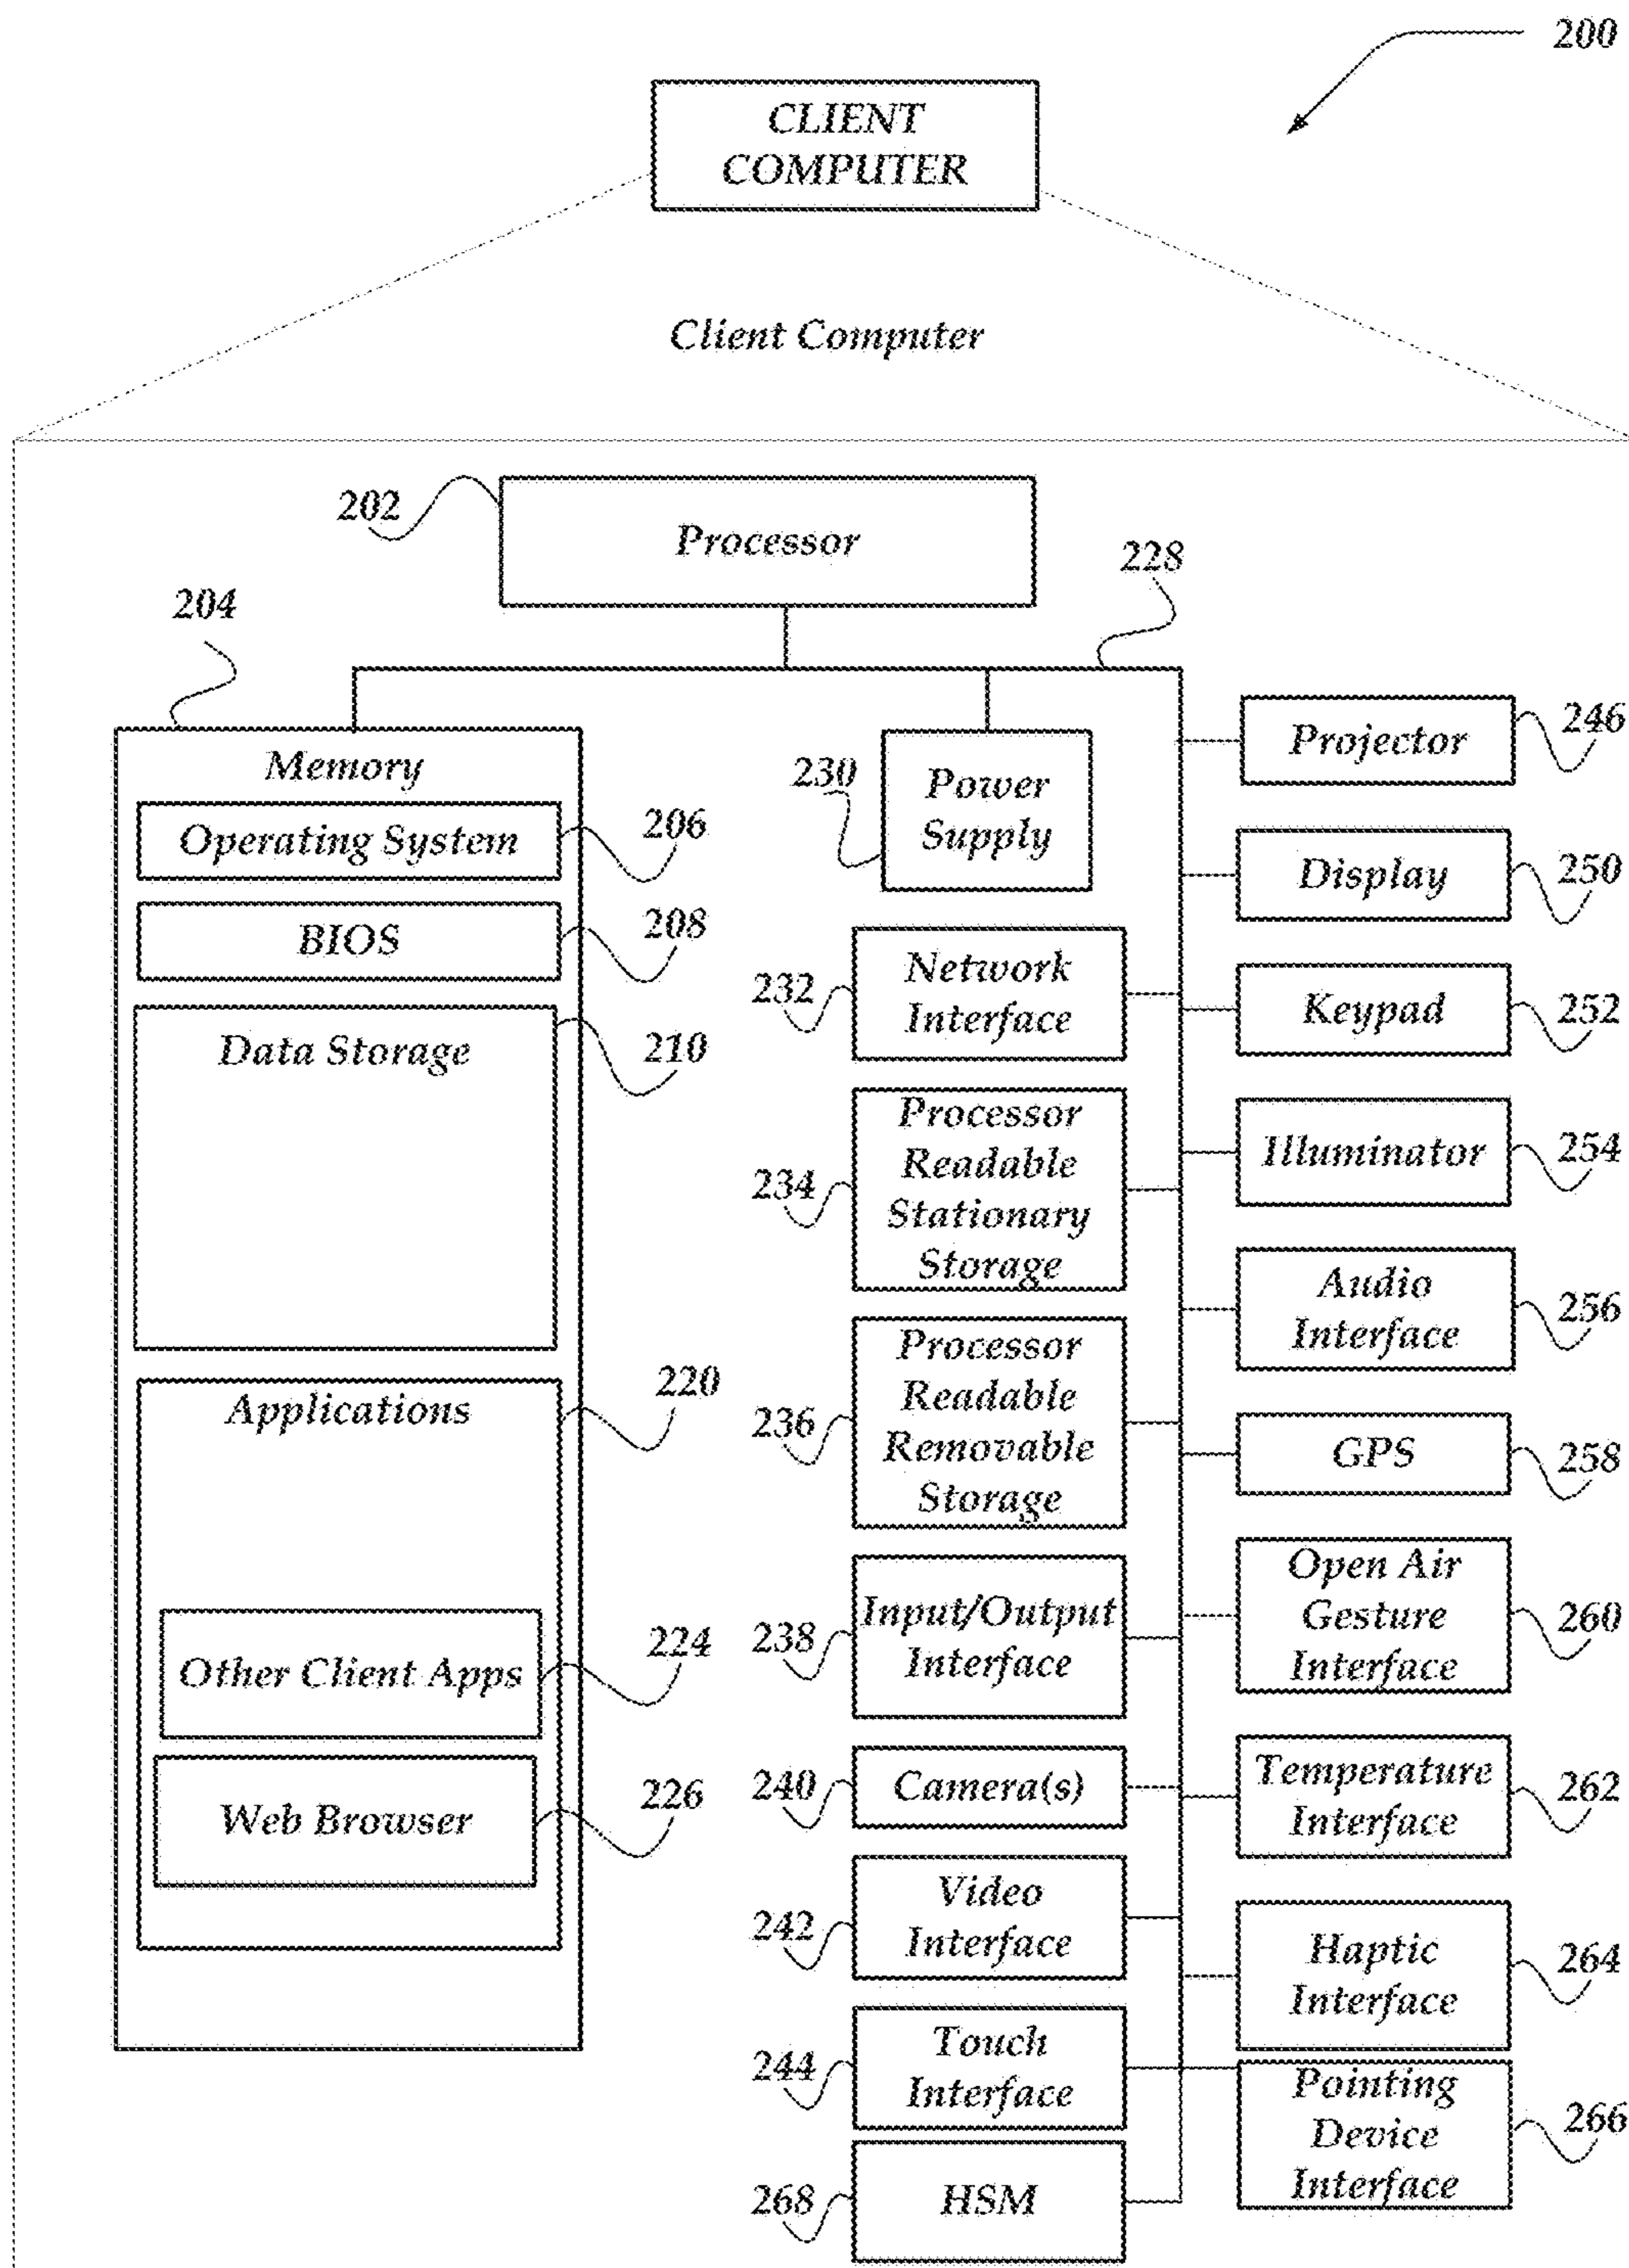 200
CLIENT
COMPUTER
Client Computer
202
Processor
228
204
Memory
Operating System
206
BIOS
208
Data Storage
210
Applications
220
Other Client Apps
224
Web Browser
226
230
Power
Supply
232
Network
Interface
234
Processor
Readable
Stationary
Storage
236
Processor
Readable
Removable
Storage
238
Input/Output
Interface
240
Camera(s)
242
Video
Interface
244
Touch
Interface
268
HSM
Projector
246
Display
250
Keypad
252
Illuminator
254
Audio
Interface
256
GPS
258
Open Air
Gesture
Interface
260
Temperature
Interface
262
Haptic
Interface
264
Pointing
Device
Interface
266